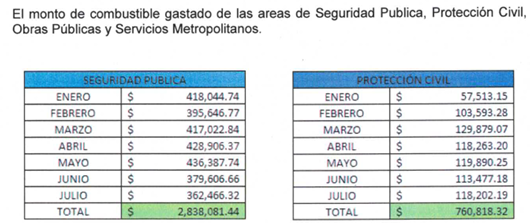 El monto de combustible gastado de las areas de Seguridad Publica, Protección Civil,
Obras Públicas y Servicios Metropolitanos.
SEGURIDAD PUBLICA
ENERO $ 418,044.74
FEBRERO $ 395,646.77
MARZO $ 417,022.84
ABRIL $ 428,906.37
MAYO $ 436,387.74
JUNIO $ 379,606.66
JULIO $ 362,466.32
TOTAL $ 2,838,081.44
PROTECCIÓN CIVIL
ENERO $ 57,513.15
FEBRERO $ 103,593.28
MARZO $ 129,879.07
ABRIL $ 118,263.20
MAYO $ 119,890.25
JUNIO $ 113,477.18
JULIO $ 118,202.19
TOTAL $ 760,818.32